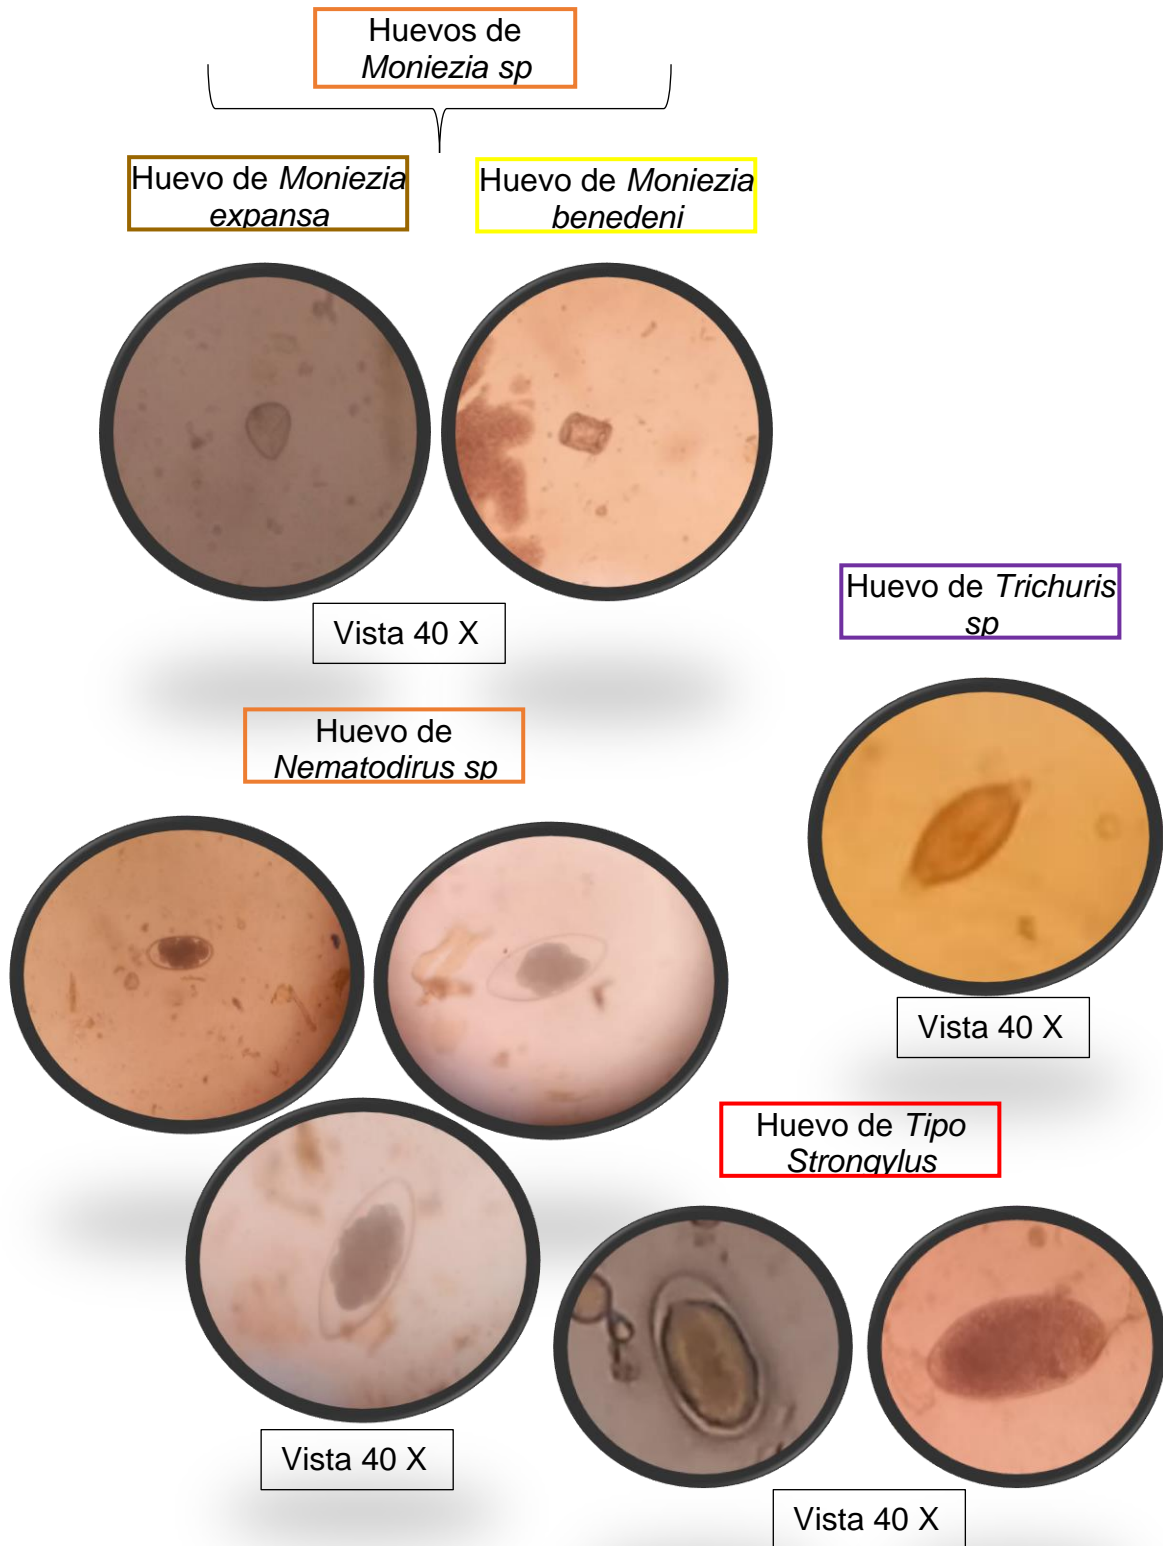 Huevos de
Moniezia sp
Huevo de Moniezia
expansa
Huevo de Moniezia
benedeni
Vista 40 X
Huevo de Trichuris
sp
Vista 40 X
Huevo de
Nematodirus sp
Vista 40 X
Huevo de Tipo
Strongylus
Vista 40 X